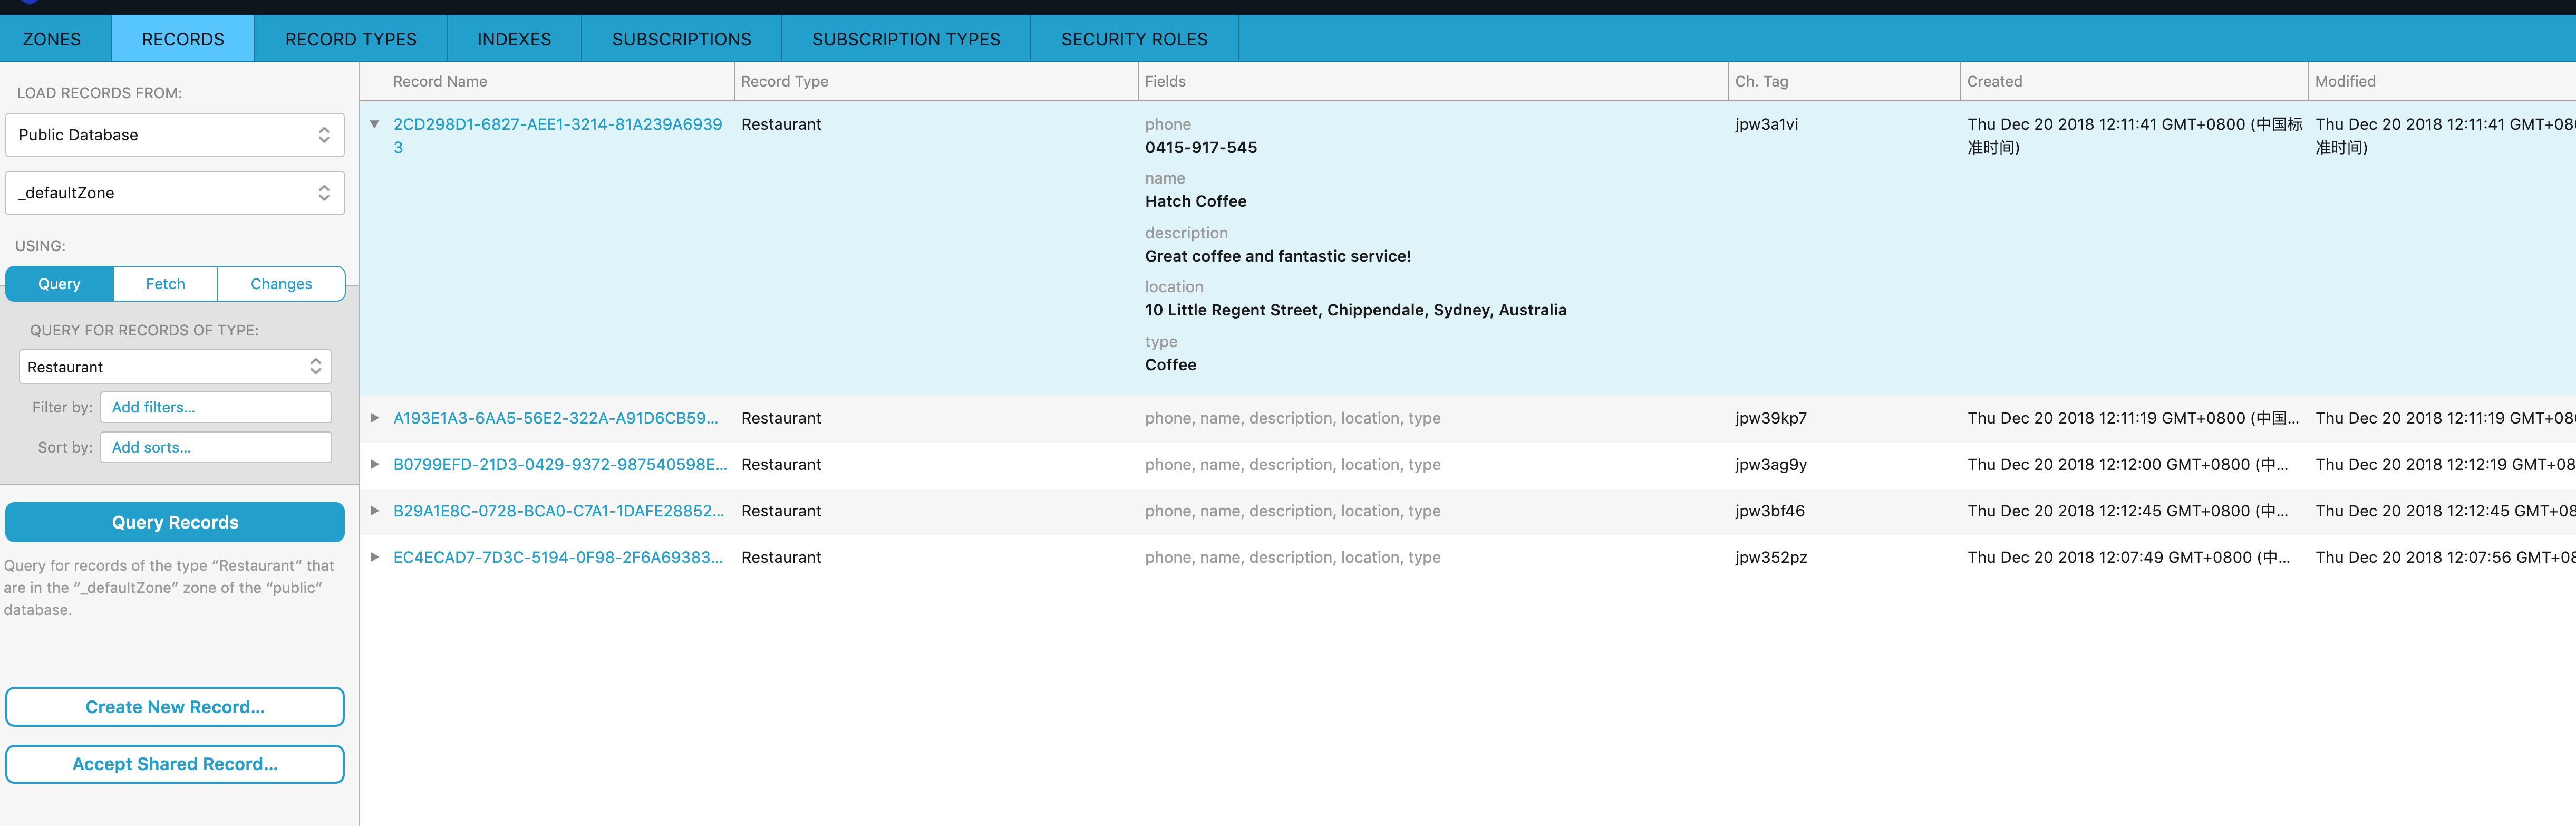 ZONES
RECORDS
RECORD TYPES
INDEXES
SUBSCRIPTIONS
SUBSCRIPTION TYPES
SECURITY ROLES
LOAD RECORDS FROM:
Public Database
_defaultZone
USING:
Query
Fetch
Changes
QUERY FOR RECORDS OF TYPE:
Restaurant
Filter by: Add filters...
Sort by: Add sorts...
Query Records
Query for records of the type “Restaurant” that
are in the “_defaultZone” zone of the “public”
database.
Create New Record...
Accept Shared Record...
Record Name
Record Type
Fields
Ch. Tag
Created
Modified
2CD298D1-6827-AEE1-3214-81A239A6939
3
Restaurant
phone
0415-917-545
name
Hatch Coffee
description
Great coffee and fantastic service!
location
10 Little Regent Street, Chippendale, Sydney, Australia
type
Coffee
jpw3a1vi
Thu Dec 20 2018 12:11:41 GMT+0800 (中国标
准时间)
Thu Dec 20 2018 12:11:41 GMT+08
准时间)
A193E1A3-6AA5-56E2-322A-A91D6CB59...
Restaurant
phone, name, description, location, type
jpw39kp7
Thu Dec 20 2018 12:11:19 GMT+0800 (中国...
Thu Dec 20 2018 12:11:19 GMT+08
B0799EFD-21D3-0429-9372-987540598E...
Restaurant
phone, name, description, location, type
jpw3ag9y
Thu Dec 20 2018 12:12:00 GMT+0800 (中...
Thu Dec 20 2018 12:12:19 GMT+08
B29A1E8C-0728-BCA0-C7A1-1DAFE28852...
Restaurant
phone, name, description, location, type
jpw3bf46
Thu Dec 20 2018 12:12:45 GMT+0800 (中...
Thu Dec 20 2018 12:12:45 GMT+08
EC4ECAD7-7D3C-5194-0F98-2F6A69383...
Restaurant
phone, name, description, location, type
jpw352pz
Thu Dec 20 2018 12:07:49 GMT+0800 (中...
Thu Dec 20 2018 12:07:56 GMT+08